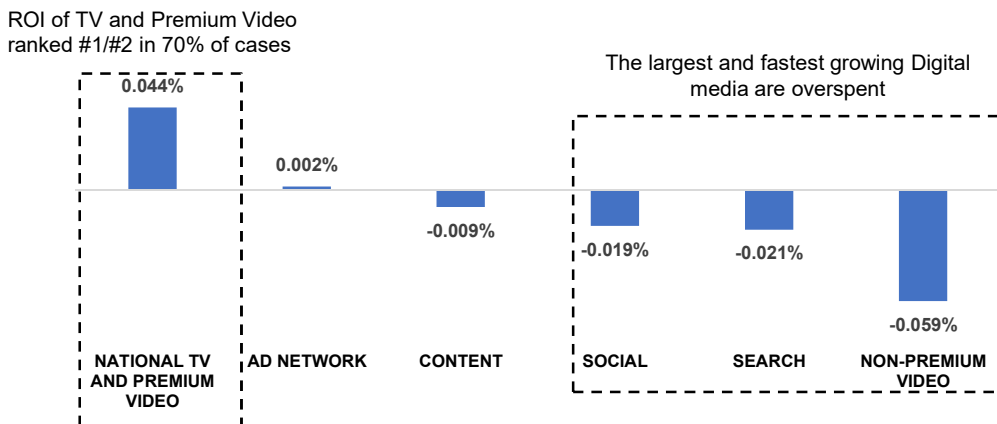 ROI of TV and Premium Video
ranked #1/#2 in 70% of cases
The largest and fastest growing Digital
media are overspent
0.044%
0.002%
-0.009%
-0.019%
-0.021%
-0.059%
NATIONAL TV
AND PREMIUM
VIDEO
AD NETWORK
CONTENT
SOCIAL
SEARCH
NON-PREMIUM
VIDEO